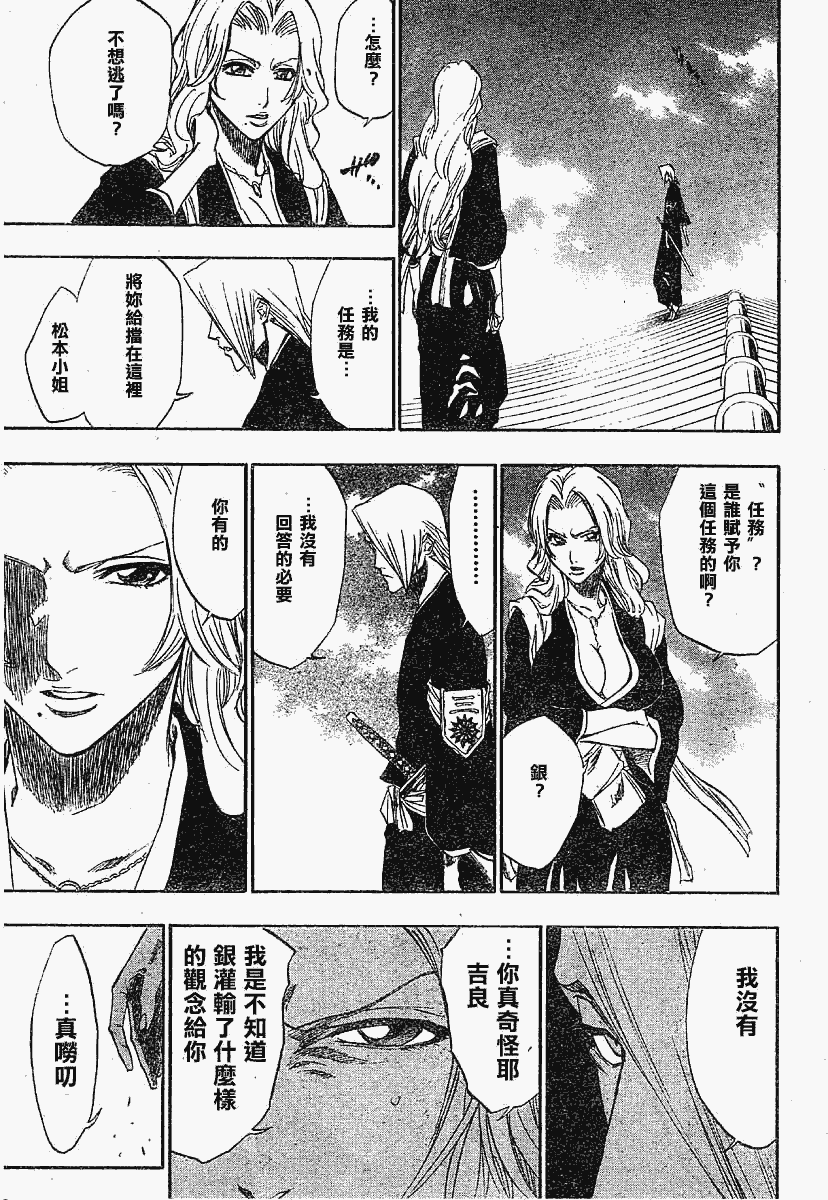 …怎麼？
不想逃了嗎？
…我的
任務是…
將妳給擋在這裡
松本小姐
〝任務〞？
是誰賦予你
這個任務的啊？
銀？
…………
…我沒有
回答的必要
三
你有的
我沒有
…你真奇怪耶
吉良
我是不知道
銀灌輸了什麼樣
的觀念給你
…真嘮叨